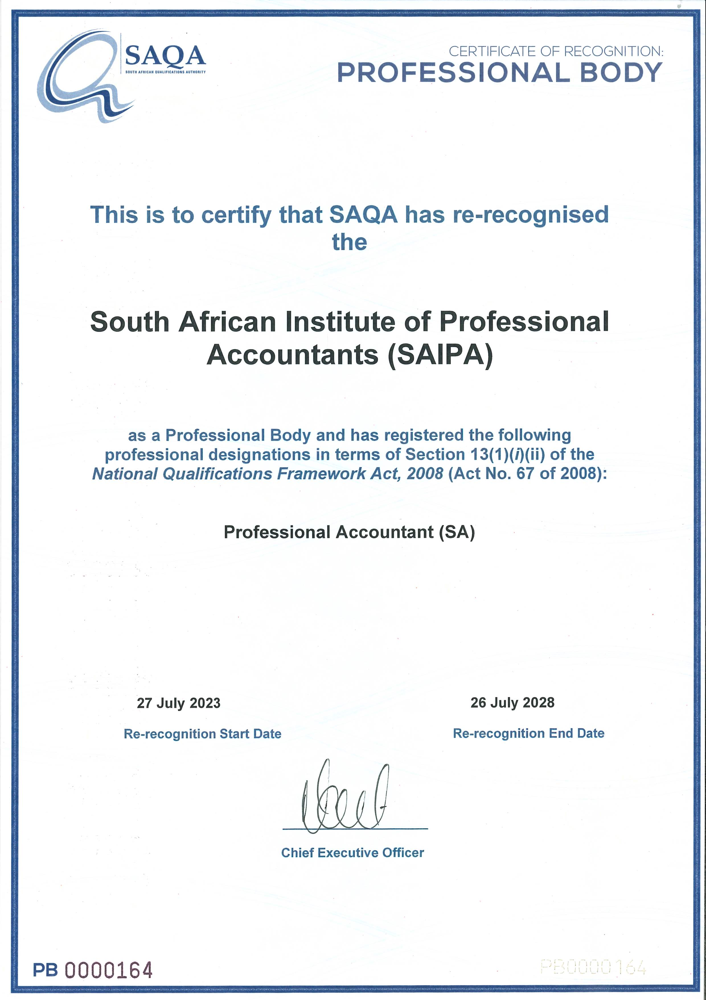 SAQA
SOUTH AFRICAN QUALIFICATIONS AUTHORITY
CERTIFICATE OF RECOGNITION:
PROFESSIONAL BODY
This is to certify that SAQA has re-recognised
the
South African Institute of Professional
Accountants (SAIPA)
as a Professional Body and has registered the following
professional designations in terms of Section 13(1)(i)(ii) of the
National Qualifications Framework Act, 2008 (Act No. 67 of 2008):
Professional Accountant (SA)
27 July 2023
26 July 2028
Re-recognition Start Date
Re-recognition End Date
Chief Executive Officer
PB 0000164
PB0000164